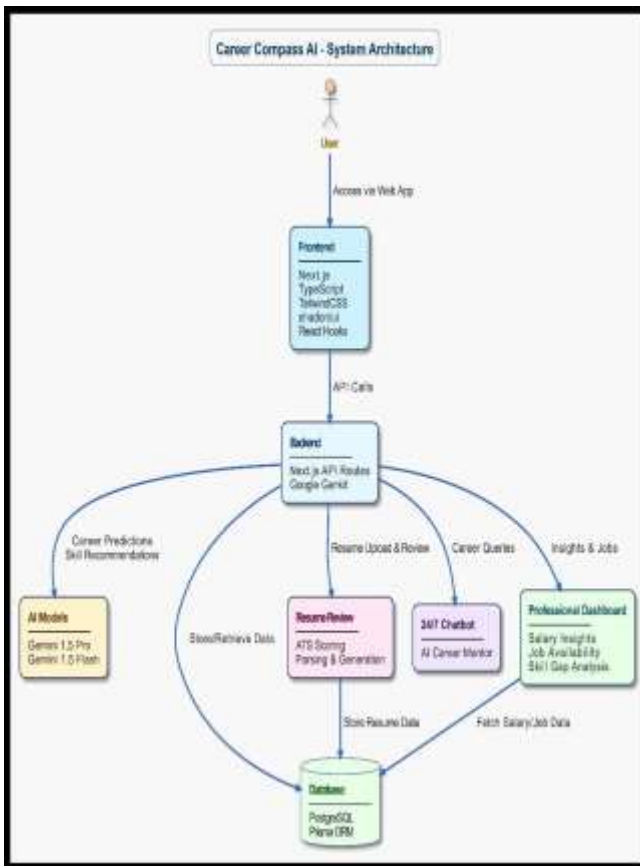 Career Compass AI - System Architecture
User
Access via Web App
Frontend
Next.js
TypeScript
TailwindCSS
shadcn/ui
React Hooks
API Calls
Backend
Next.js API Routes
Google Genkit
Career Predictions
Skill Recommendations
Resume Upload & Review
Career Queries
Insights & Jobs
AI Models
Gemini 1.5 Pro
Gemini 1.5 Flash
Store/Retrieve Data
Resume Review
ATS Scoring
Parsing & Generation
24/7 Chatbot
AI Career Mentor
Professional Dashboard
Salary Insights
Job Availability
Skill Gap Analysis
Store Resume Data
Fetch Salary/Job Data
Database
PostgreSQL
Prisma ORM